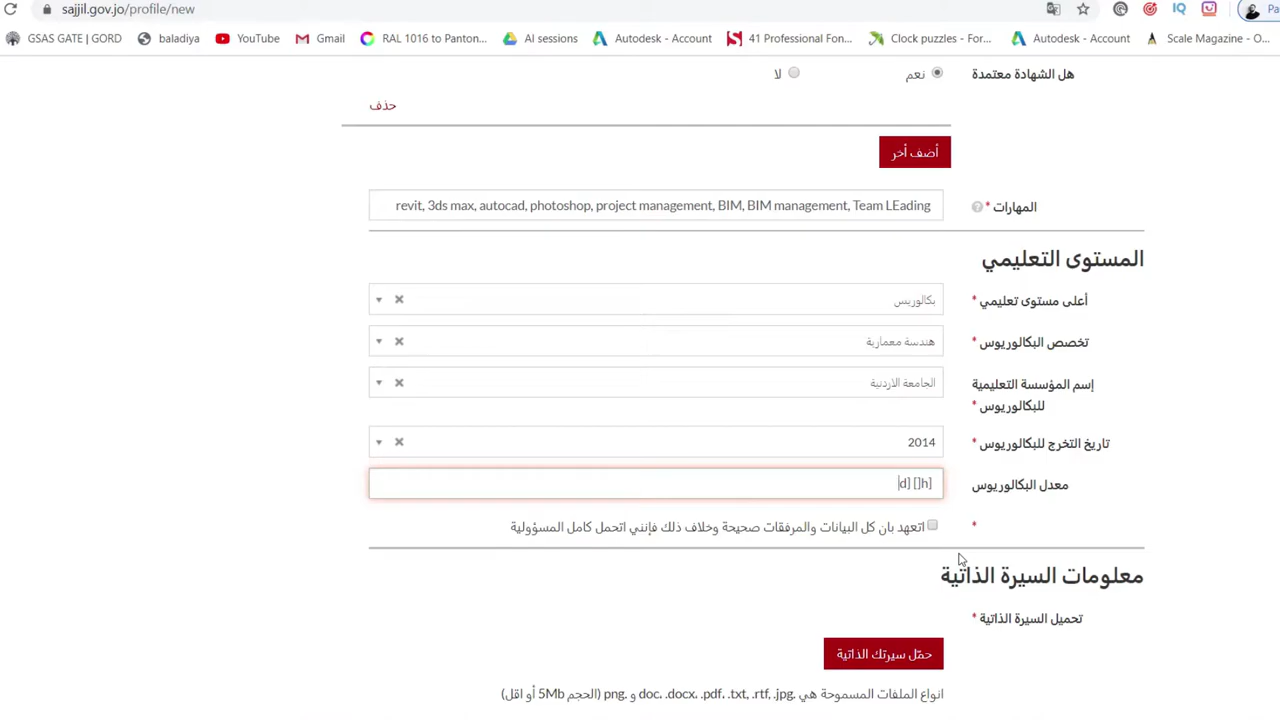 sajjil.gov.jo/profile/new
Pa
GSAS GATE | GORD baladiya YouTube Gmail RAL 1016 to Panton... AI sessions Autodesk - Account 41 Professional Fon... Clock puzzles - For... Autodesk - Account Scale Magazine - O...
هل الشهادة معتمدة نعم لا
حذف
أضف أخر
المهارات * revit, 3ds max, autocad, photoshop, project management, BIM, BIM management, Team LEading
المستوى التعليمي
أعلى مستوى تعليمي * بكالوريس
تخصص البكالوريوس * هندسة معمارية
إسم المؤسسة التعليمية
للبكالوريوس * الجامعة الاردنية
تاريخ التخرج للبكالوريوس * 2014
معدل البكالوريوس d] []h]
* اتعهد بان كل البيانات والمرفقات صحيحة وخلاف ذلك فإنني اتحمل كامل المسؤولية
معلومات السيرة الذاتية
تحميل السيرة الذاتية *
حمّل سيرتك الذاتية
انواع الملفات المسموحة هي .doc، .docx، .pdf، .txt، .rtf، .jpg و .png (الحجم 5Mb أو اقل)